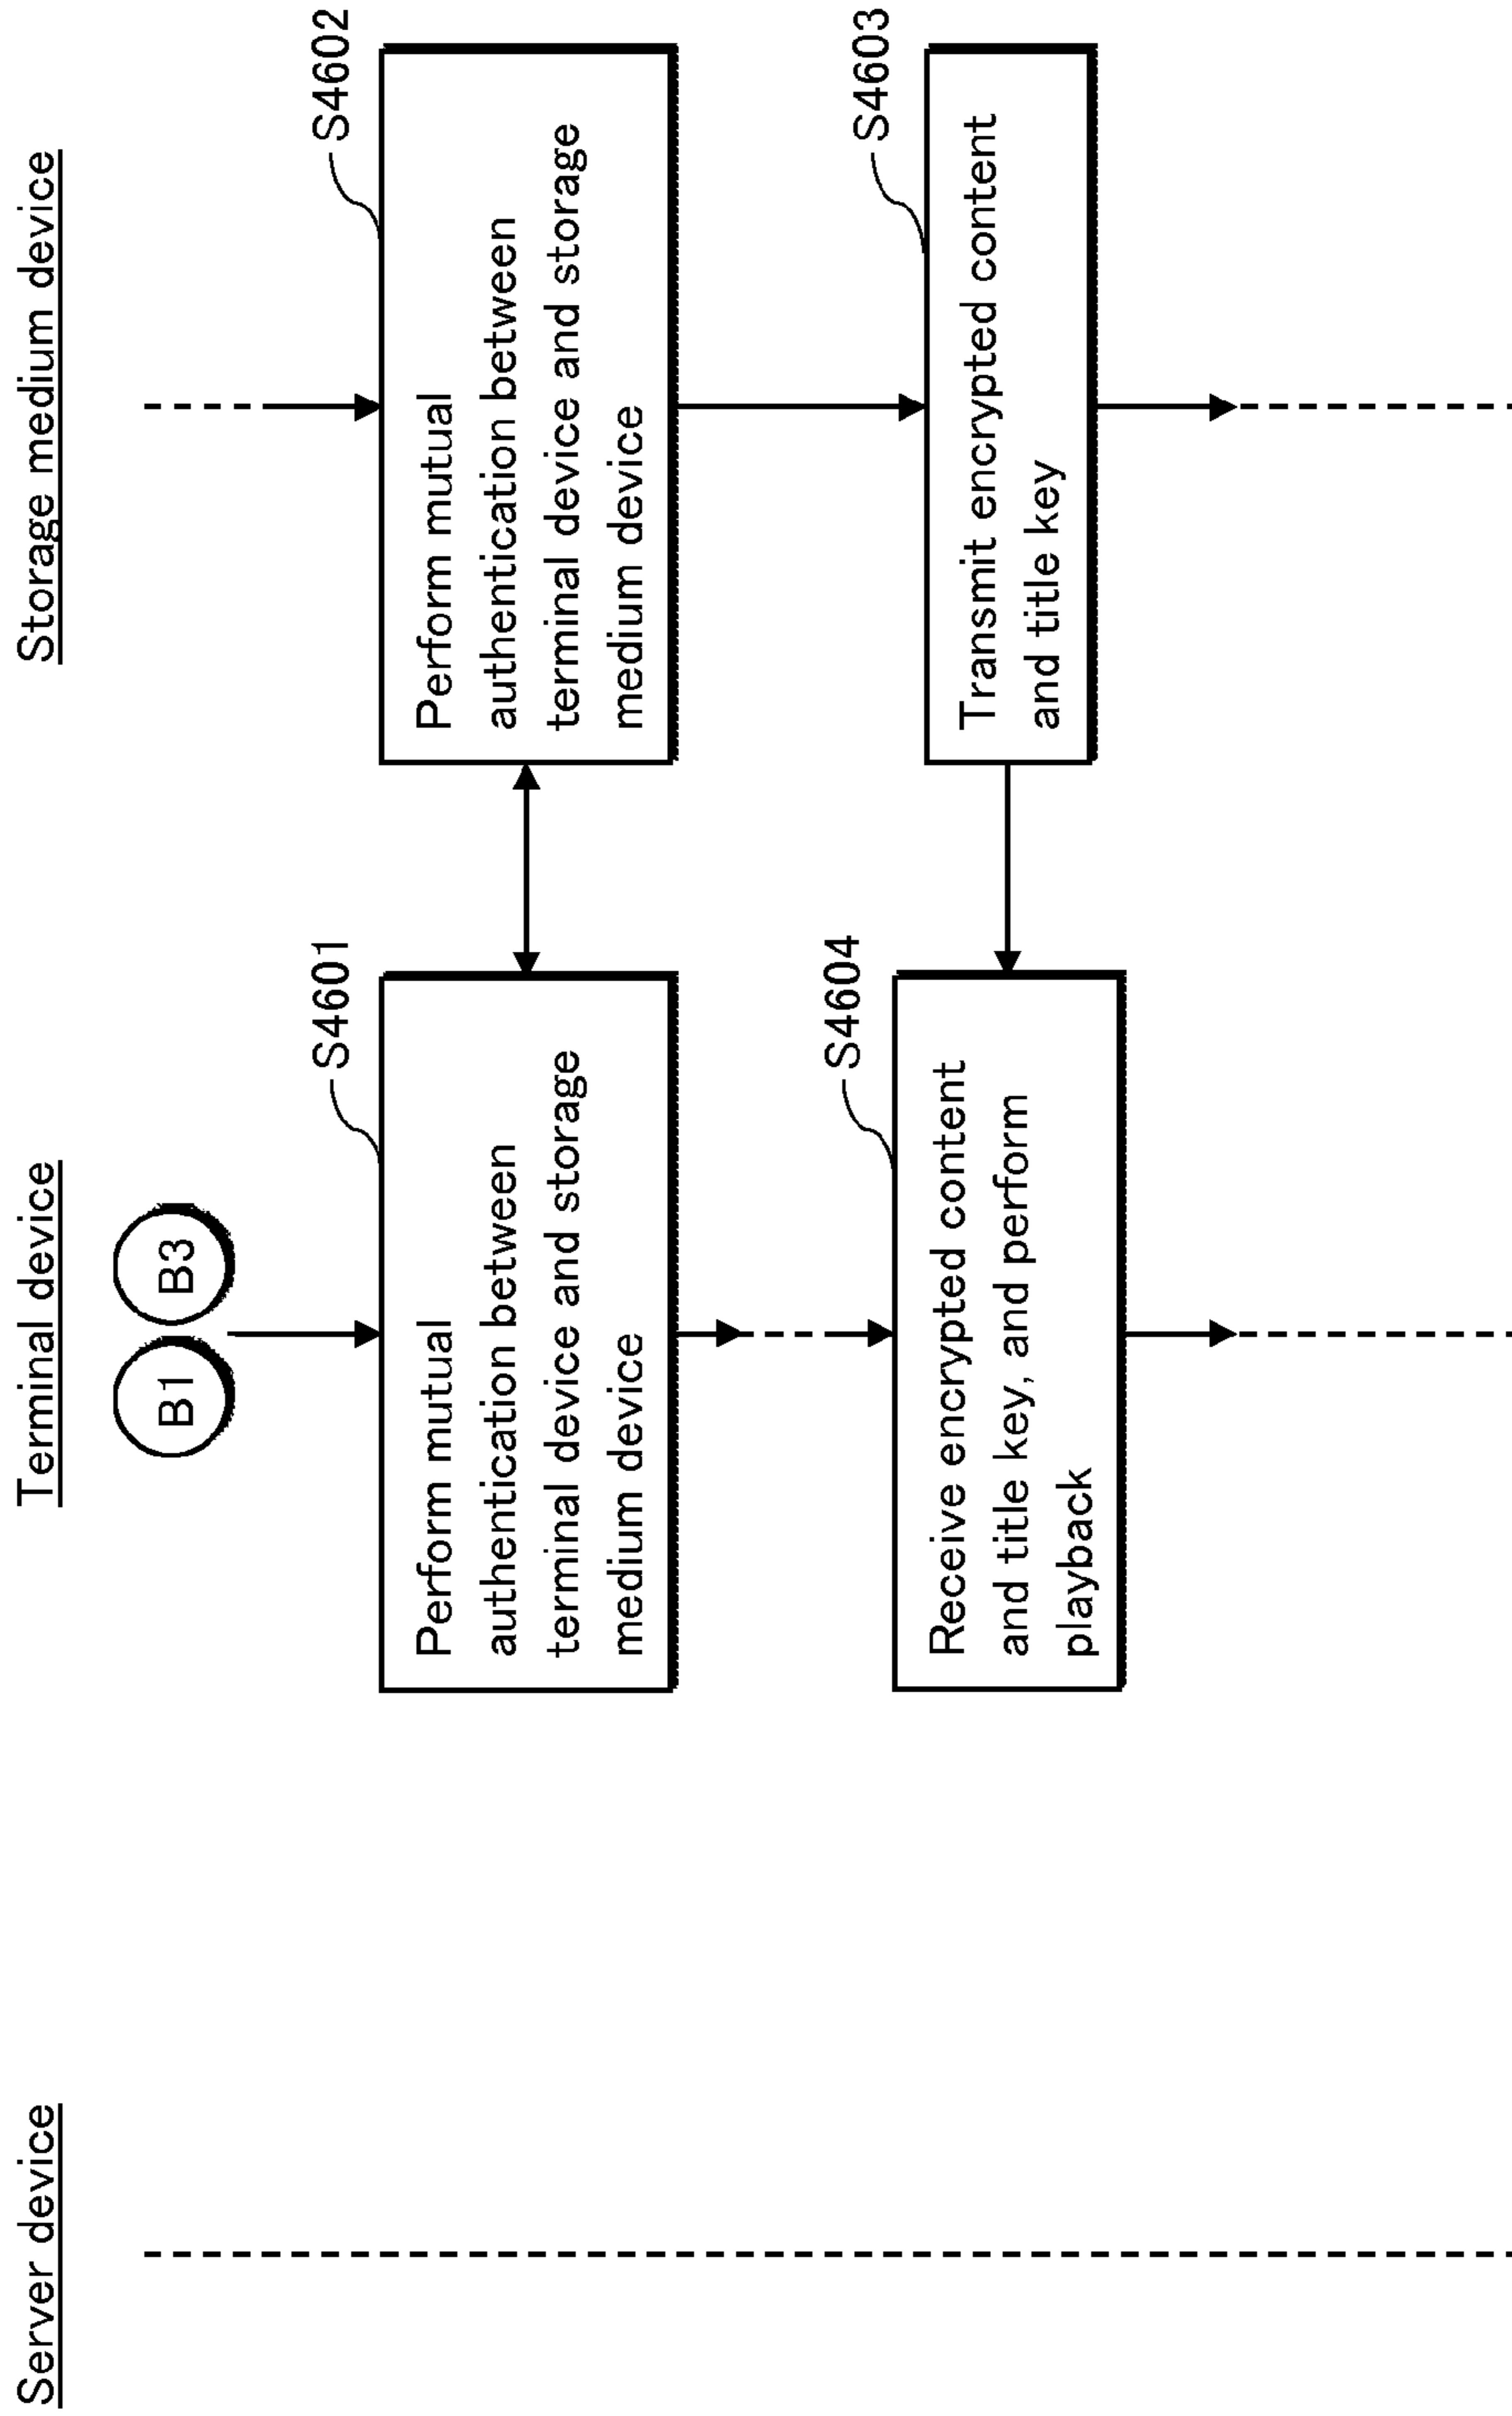 Server device
Terminal device
Storage medium device
B1
B3
S4601
Perform mutual
authentication between
terminal device and storage
medium device
S4602
Perform mutual
authentication between
terminal device and storage
medium device
S4603
Transmit encrypted content
and title key
S4604
Receive encrypted content
and title key, and perform
playback